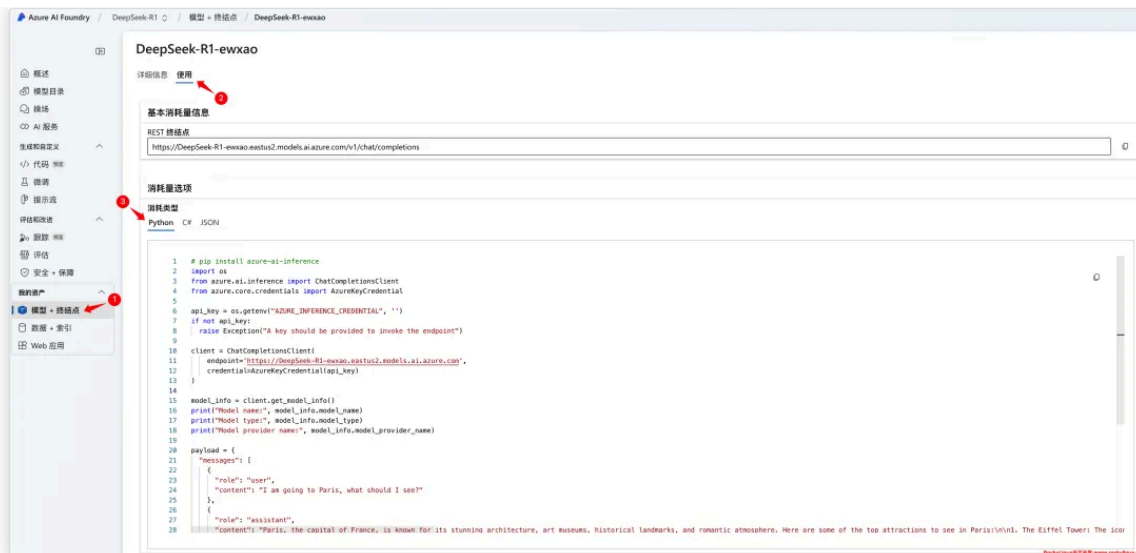 Azure AI Foundry / DeepSeek-R1 / 模型 + 终结点 / DeepSeek-R1-ewxao
DeepSeek-R1-ewxao
详细信息 使用
2
概述
模型目录
操场
AI 服务
生成和自定义
代码 预览
微调
提示流
评估和改进
跟踪 预览
评估
安全 + 保障
我的资产
1
模型 + 终结点
数据 + 索引
Web 应用
基本消耗量信息
REST 终结点
https://DeepSeek-R1-ewxao.eastus2.models.ai.azure.com/v1/chat/completions
消耗量选项
3
消耗类型
Python C# JSON
1 # pip install azure-ai-inference
2 import os
3 from azure.ai.inference import ChatCompletionsClient
4 from azure.core.credentials import AzureKeyCredential
5
6 api_key = os.getenv("AZURE_INFERENCE_CREDENTIAL", '')
7 if not api_key:
8 raise Exception("A key should be provided to invoke the endpoint")
9
10 client = ChatCompletionsClient(
11 endpoint='https://DeepSeek-R1-ewxao.eastus2.models.ai.azure.com',
12 credential=AzureKeyCredential(api_key)
13 )
14
15 model_info = client.get_model_info()
16 print("Model name:", model_info.model_name)
17 print("Model type:", model_info.model_type)
18 print("Model provider name:", model_info.model_provider_name)
19
20 payload = {
21 "messages": [
22 {
23 "role": "user",
24 "content": "I am going to Paris, what should I see?"
25 },
26 {
27 "role": "assistant",
28 "content": "Paris, the capital of France, is known for its stunning architecture, art museums, historical landmarks, and romantic atmosphere. Here are some of the top attractions to see in Paris:\n\n1. The Eiffel Tower: The icon